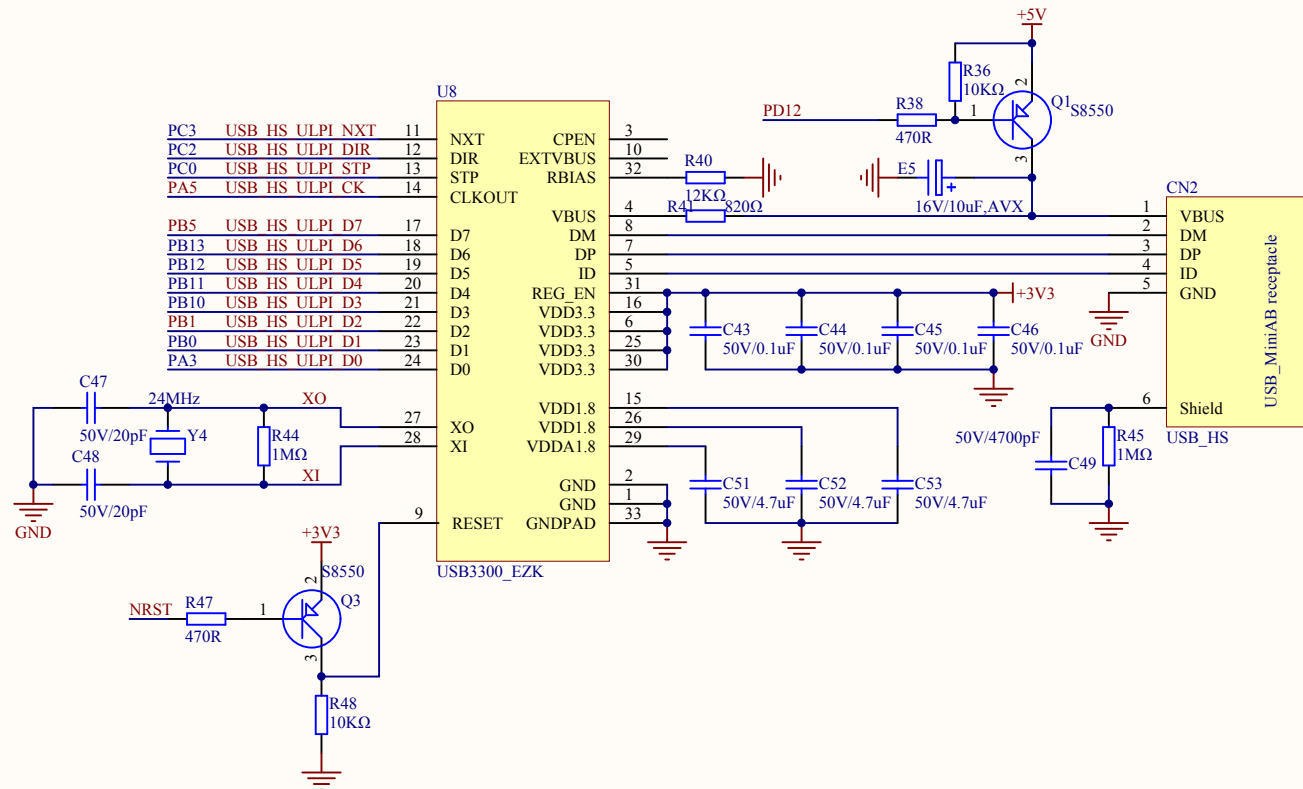 +5V
R36
10KΩ
2
Q1
S8550
PD12
R38
470R
1
3
U8
PC3 USB_HS_ULPI_NXT 11 NXT
PC2 USB_HS_ULPI_DIR 12 DIR
PC0 USB_HS_ULPI_STP 13 STP
PA5 USB_HS_ULPI_CK 14 CLKOUT
PB5 USB_HS_ULPI_D7 17 D7
PB13 USB_HS_ULPI_D6 18 D6
PB12 USB_HS_ULPI_D5 19 D5
PB11 USB_HS_ULPI_D4 20 D4
PB10 USB_HS_ULPI_D3 21 D3
PB1 USB_HS_ULPI_D2 22 D2
PB0 USB_HS_ULPI_D1 23 D1
PA3 USB_HS_ULPI_D0 24 D0
27 XO
28 XI
9 RESET
CPEN 3
EXTVBUS 10
RBIAS 32
VBUS 4
DM 8
DP 7
ID 5
REG_EN 31
VDD3.3 16
VDD3.3 6
VDD3.3 25
VDD3.3 30
VDD1.8 15
VDD1.8 26
VDDA1.8 29
GND 2
GND 1
GNDPAD 33
USB3300_EZK
R40
12KΩ
R41 820Ω
E5
+
16V/10uF,AVX
+3V3
C43
50V/0.1uF
C44
50V/0.1uF
C45
50V/0.1uF
C46
50V/0.1uF
C51
50V/4.7uF
C52
50V/4.7uF
C53
50V/4.7uF
CN2
1 VBUS
2 DM
3 DP
4 ID
5 GND
GND
6 Shield
USB_MiniAB receptacle
USB_HS
50V/4700pF
C49
R45
1MΩ
C47
50V/20pF
C48
50V/20pF
24MHz
Y4
R44
1MΩ
XO
XI
GND
+3V3
2
S8550
Q3
NRST
R47
470R
1
3
R48
10KΩ